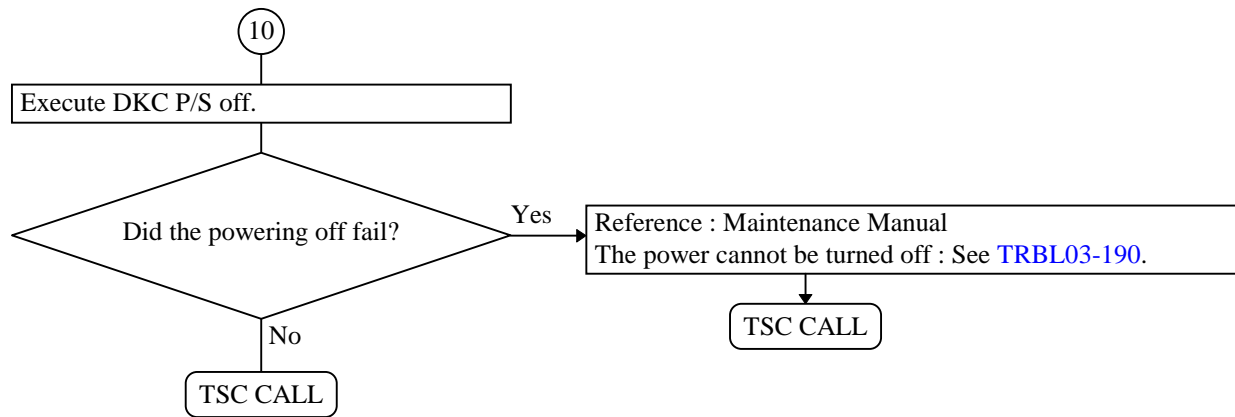 10
Execute DKC P/S off.
Did the powering off fail?
Yes
Reference : Maintenance Manual
The power cannot be turned off : See TRBL03-190.
TSC CALL
No
TSC CALL